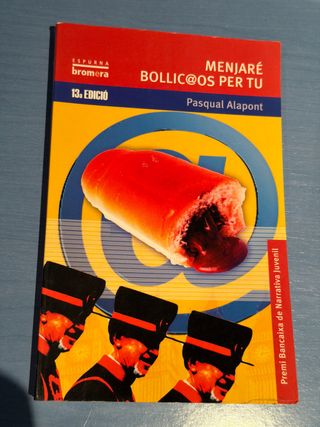 ESPURNA
bromera
13a EDICIÓ
MENJARÉ
BOLLIC@OS PER TU
Pasqual Alapont
@
Premi Bancaixa de Narrativa Juvenil